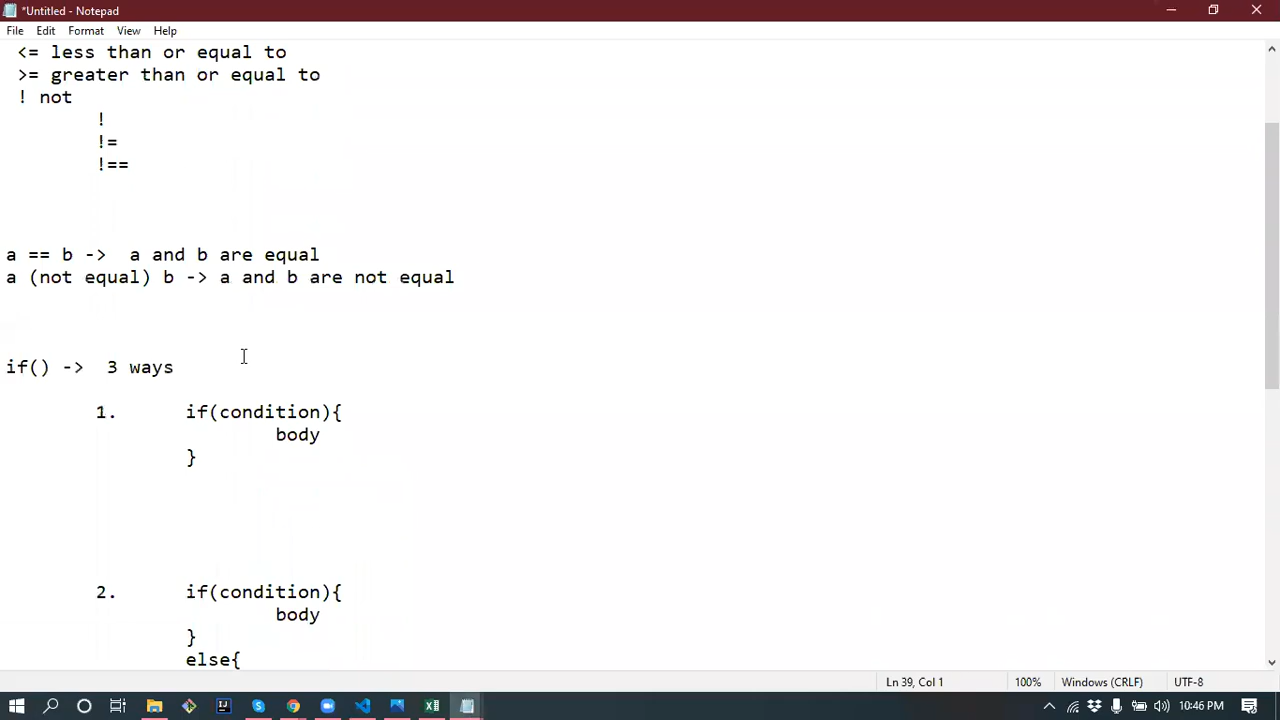 *Untitled - Notepad
File Edit Format View Help
<= less than or equal to
>= greater than or equal to
! not
!
!=
!==
a == b -> a and b are equal
a (not equal) b -> a and b are not equal
if() -> 3 ways
1. if(condition){
body
}
2. if(condition){
body
}
else{
Ln 39, Col 1 100% Windows (CRLF) UTF-8
10:46 PM